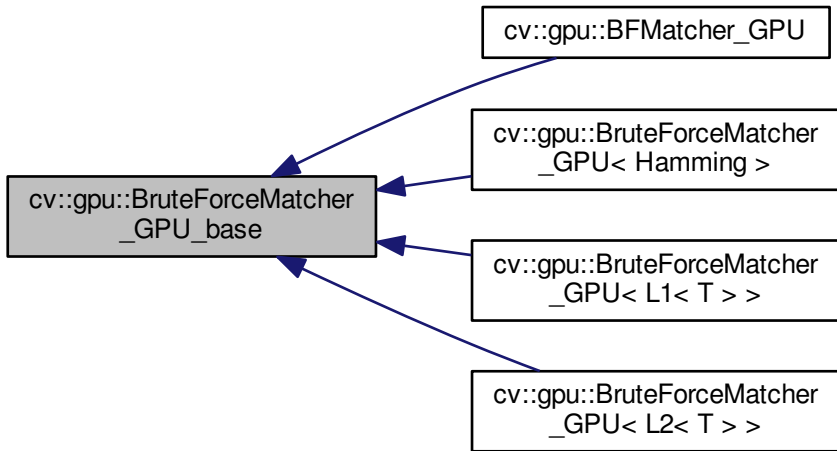 cv::gpu::BFMatcher_GPU
cv::gpu::BruteForceMatcher
_GPU< Hamming >
cv::gpu::BruteForceMatcher
_GPU_base
cv::gpu::BruteForceMatcher
_GPU< L1< T > >
cv::gpu::BruteForceMatcher
_GPU< L2< T > >